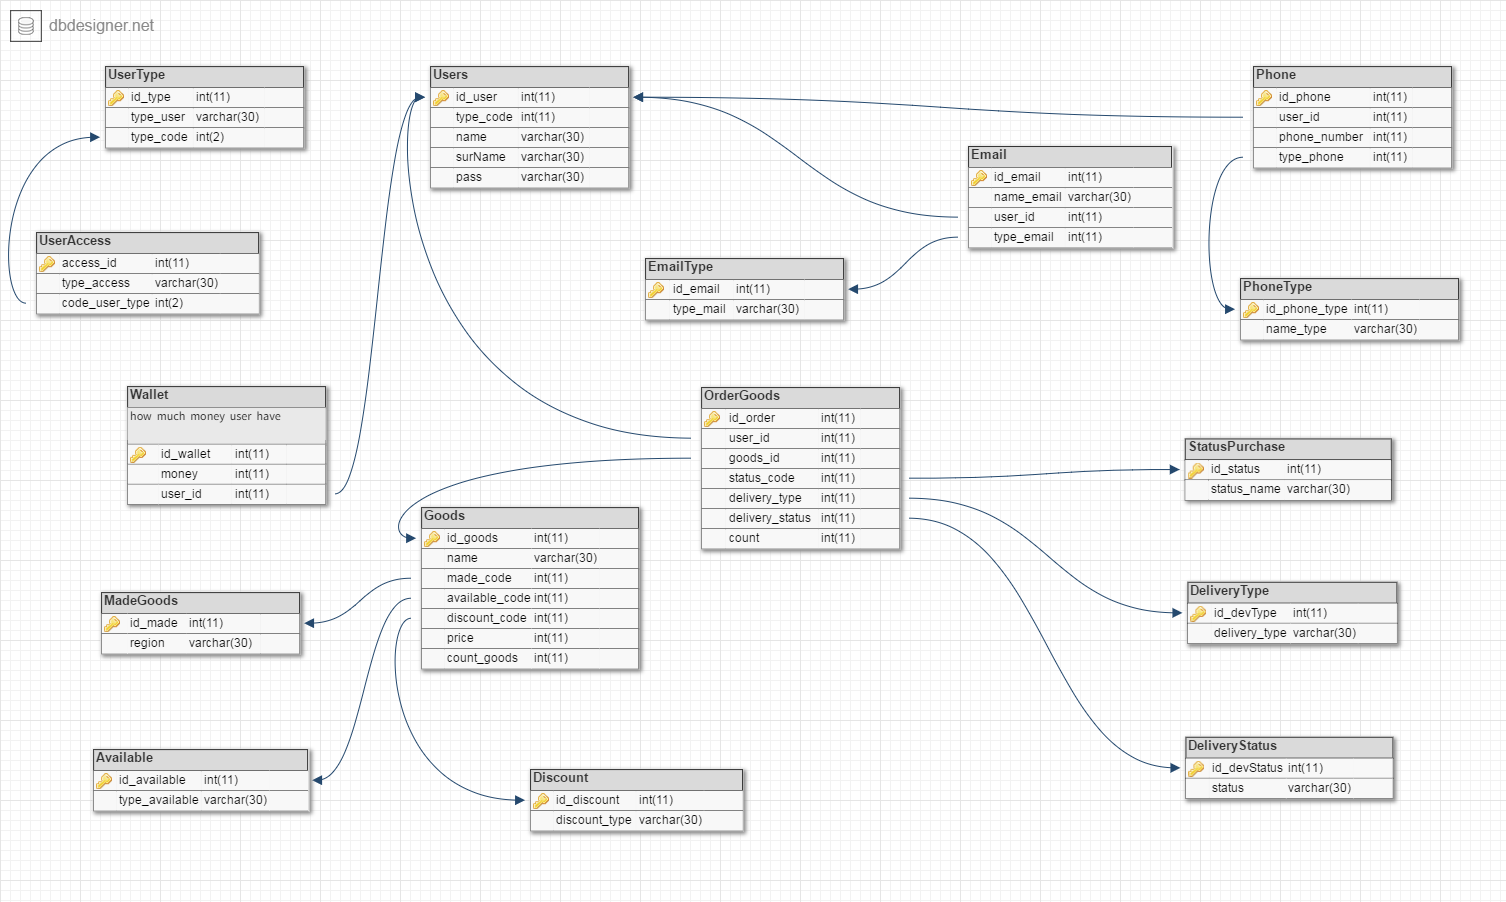 dbdesigner.net
UserType
id_type int(11)
type_user varchar(30)
type_code int(2)
Users
id_user int(11)
type_code int(11)
name varchar(30)
surName varchar(30)
pass varchar(30)
Phone
id_phone int(11)
user_id int(11)
phone_number int(11)
type_phone int(11)
Email
id_email int(11)
name_email varchar(30)
user_id int(11)
type_email int(11)
UserAccess
access_id int(11)
type_access varchar(30)
code_user_type int(2)
EmailType
id_email int(11)
type_mail varchar(30)
PhoneType
id_phone_type int(11)
name_type varchar(30)
Wallet
how much money user have
id_wallet int(11)
money int(11)
user_id int(11)
OrderGoods
id_order int(11)
user_id int(11)
goods_id int(11)
status_code int(11)
delivery_type int(11)
delivery_status int(11)
count int(11)
StatusPurchase
id_status int(11)
status_name varchar(30)
Goods
id_goods int(11)
name varchar(30)
made_code int(11)
available_code int(11)
discount_code int(11)
price int(11)
count_goods int(11)
MadeGoods
id_made int(11)
region varchar(30)
DeliveryType
id_devType int(11)
delivery_type varchar(30)
Available
id_available int(11)
type_available varchar(30)
Discount
id_discount int(11)
discount_type varchar(30)
DeliveryStatus
id_devStatus int(11)
status varchar(30)